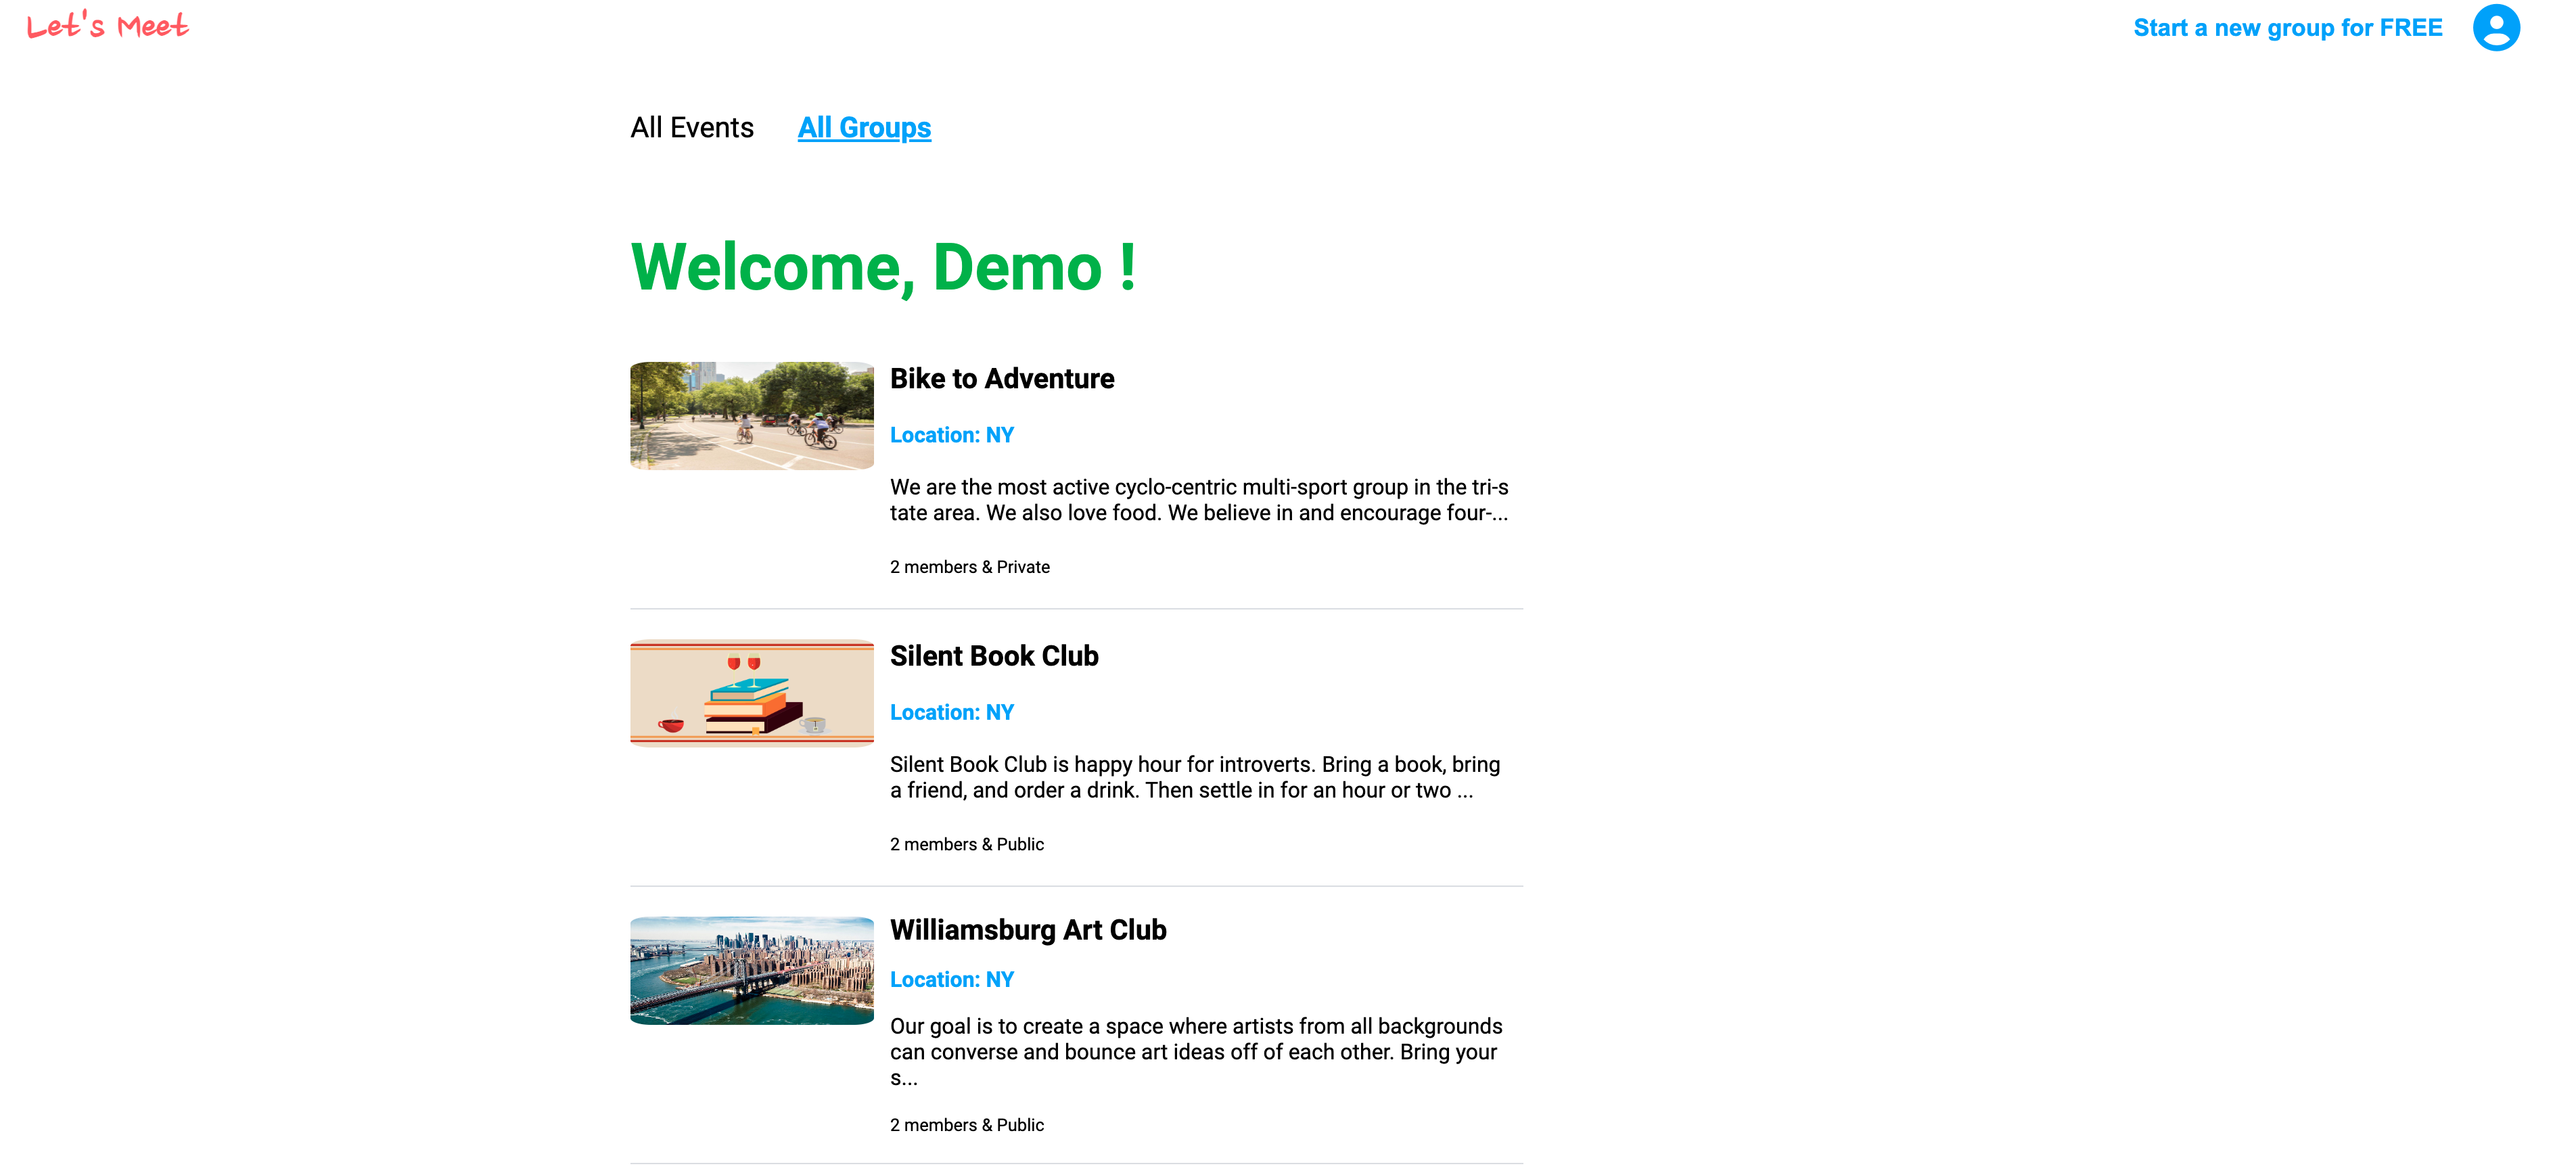 Let's Meet
Start a new group for FREE
All Events
All Groups
Welcome, Demo !
Bike to Adventure
Location: NY
We are the most active cyclo-centric multi-sport group in the tri-s
tate area. We also love food. We believe in and encourage four-...
2 members & Private
Silent Book Club
Location: NY
Silent Book Club is happy hour for introverts. Bring a book, bring
a friend, and order a drink. Then settle in for an hour or two ...
2 members & Public
Williamsburg Art Club
Location: NY
Our goal is to create a space where artists from all backgrounds
can converse and bounce art ideas off of each other. Bring your
s...
2 members & Public